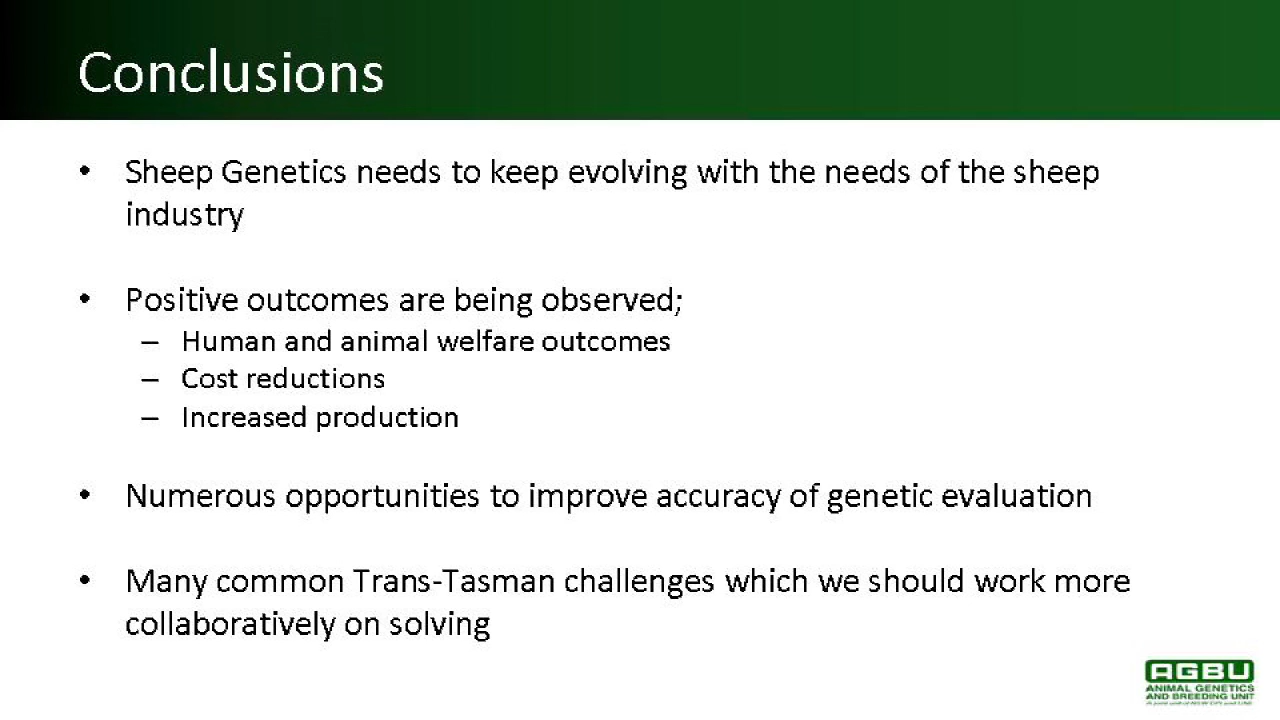 Conclusions
• Sheep Genetics needs to keep evolving with the needs of the sheep
industry
• Positive outcomes are being observed;
– Human and animal welfare outcomes
– Cost reductions
– Increased production
• Numerous opportunities to improve accuracy of genetic evaluation
• Many common Trans-Tasman challenges which we should work more
collaboratively on solving
AGBU
ANIMAL GENETICS
AND BREEDING UNIT